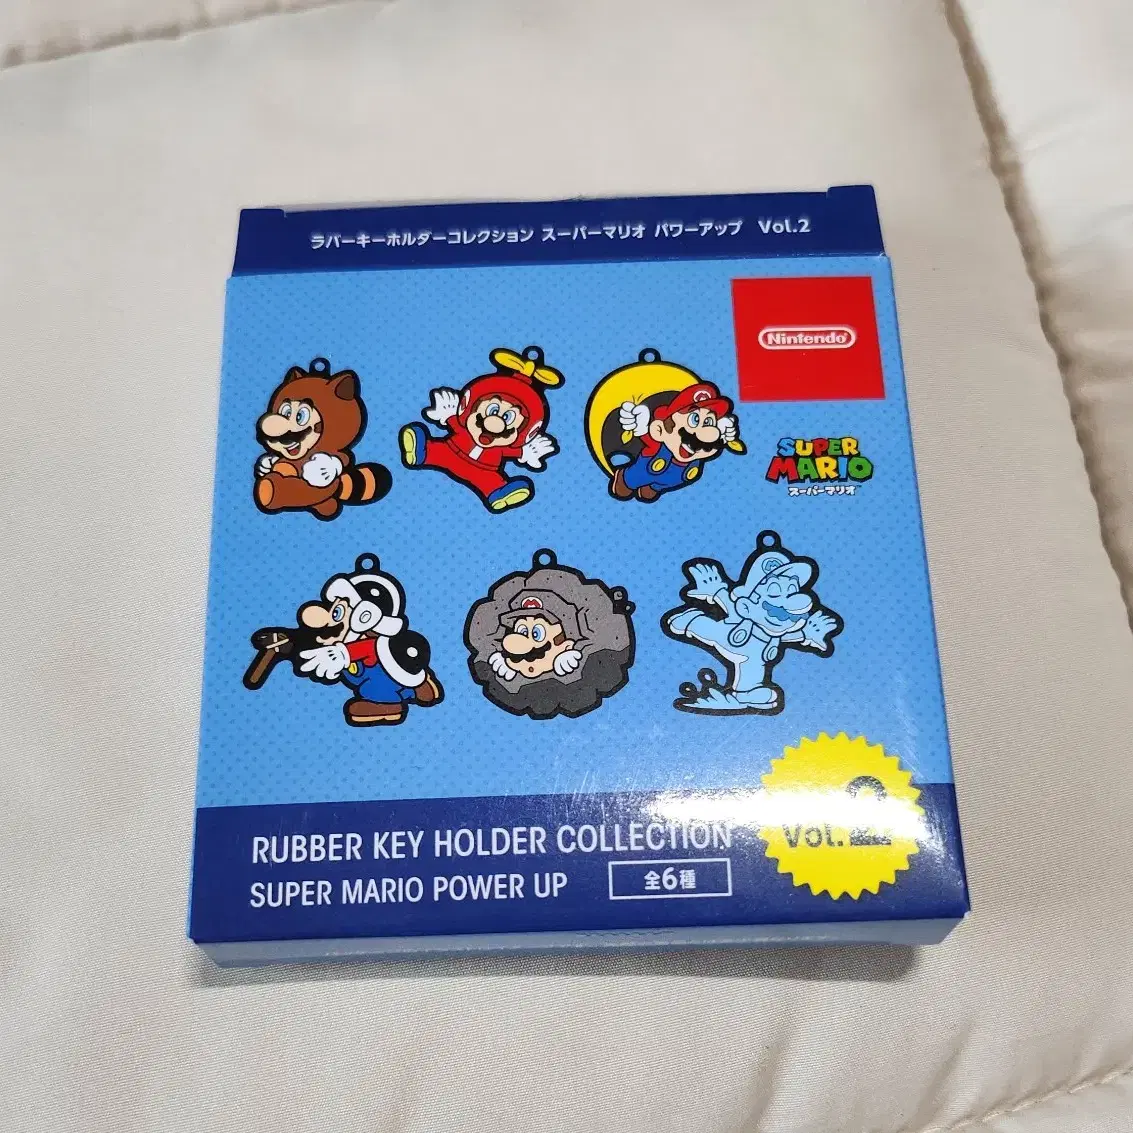 ラバーキーホルダーコレクション スーパーマリオ パワーアップ Vol.2
Nintendo
SUPER
MARIO
スーパーマリオ
Vol.2
RUBBER KEY HOLDER COLLECTION
SUPER MARIO POWER UP 全6種